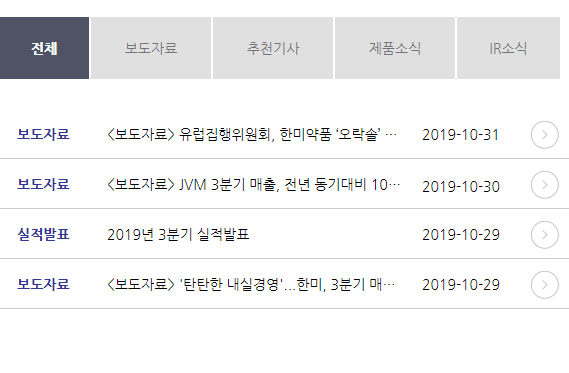 전체 보도자료 추천기사 제품소식 IR소식
보도자료 <보도자료> 유럽집행위원회, 한미약품 ‘오락솔’ … 2019-10-31
보도자료 <보도자료> JVM 3분기 매출, 전년 동기대비 10… 2019-10-30
실적발표 2019년 3분기 실적발표 2019-10-29
보도자료 <보도자료> '탄탄한 내실경영'...한미, 3분기 매… 2019-10-29